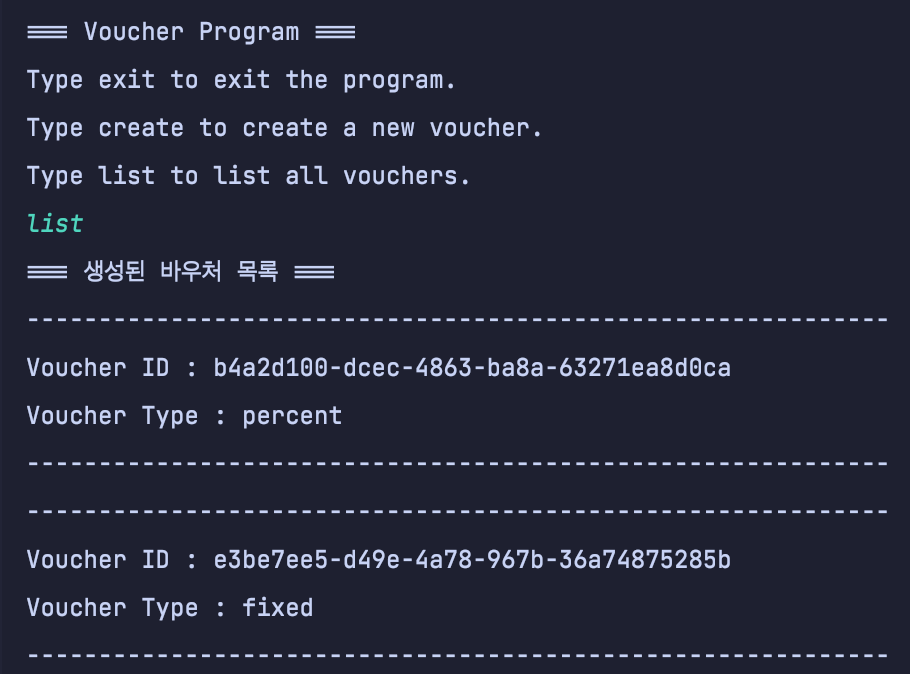 === Voucher Program ===
Type exit to exit the program.
Type create to create a new voucher.
Type list to list all vouchers.
list
=== 생성된 바우처 목록 ===
------------------------------------------------------------
Voucher ID : b4a2d100-dcec-4863-ba8a-63271ea8d0ca
Voucher Type : percent
------------------------------------------------------------
------------------------------------------------------------
Voucher ID : e3be7ee5-d49e-4a78-967b-36a74875285b
Voucher Type : fixed
------------------------------------------------------------